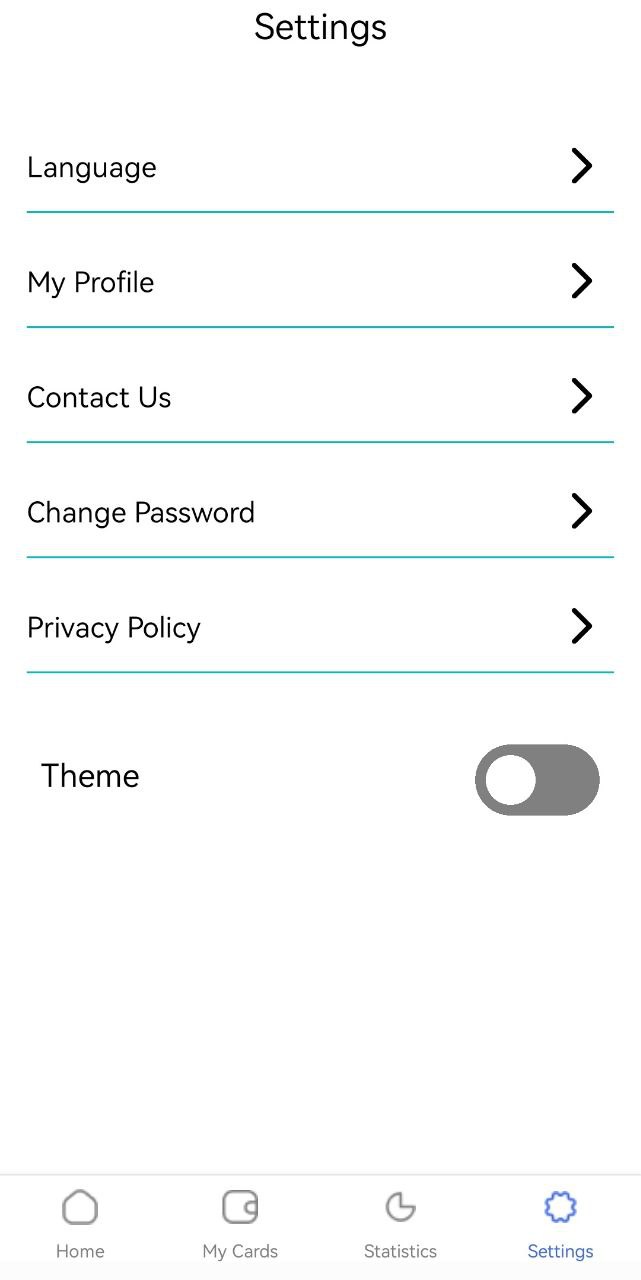 Settings
Language
My Profile
Contact Us
Change Password
Privacy Policy
Theme
Home
My Cards
Statistics
Settings